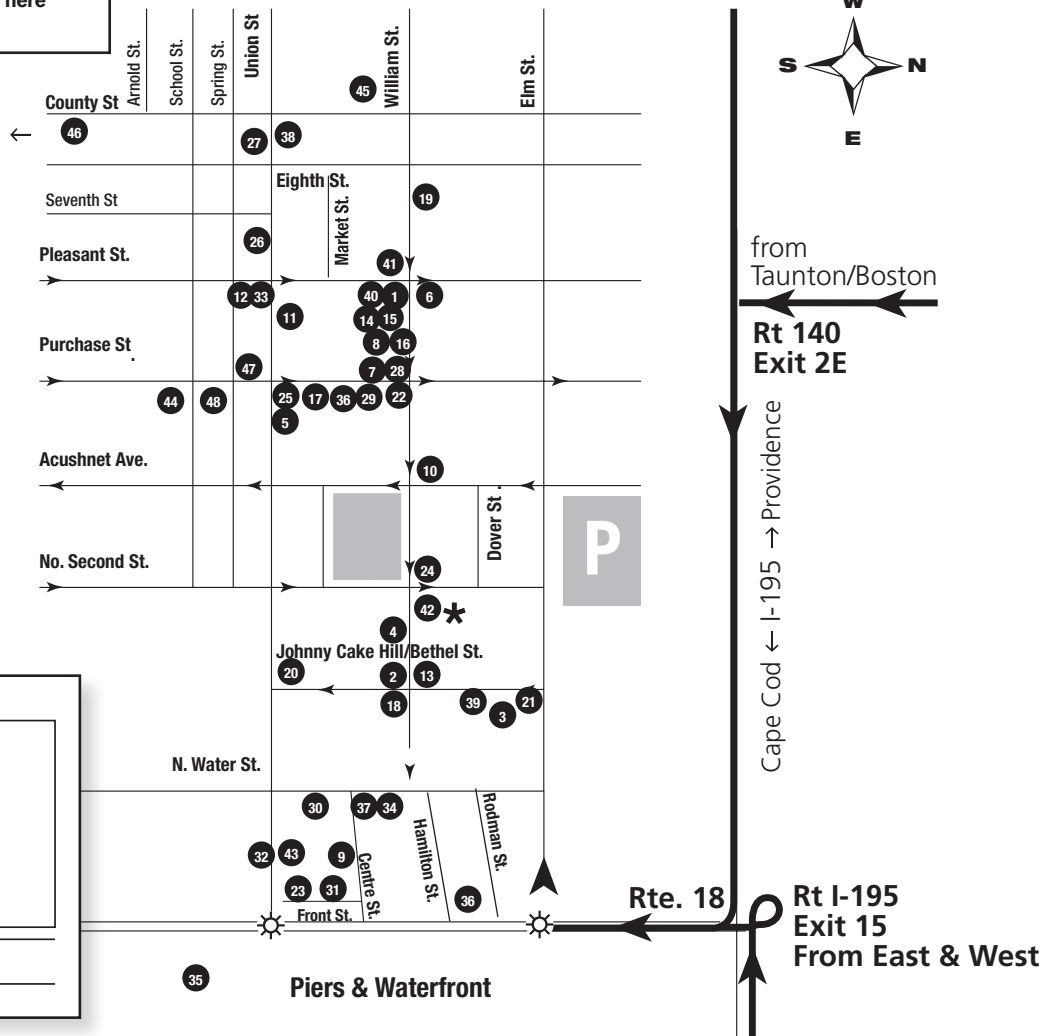 here
W
S
N
E
Arnold St.
School St.
Spring St.
Union St
William St.
Elm St.
County St
45
←
46
27
38
Eighth St.
Seventh St
Market St.
19
26
Pleasant St.
41
from
Taunton/Boston
12
33
40
1
6
11
14
15
Rt 140
Exit 2E
Purchase St.
8
16
47
7
28
44
48
25
17
36
29
22
5
Cape Cod ← I-195 → Providence
Acushnet Ave.
10
Dover St.
P
No. Second St.
24
42
*
4
Johnny Cake Hill/Bethel St.
20
2
13
18
39
3
21
N. Water St.
30
37
34
Hamilton St.
Rodman St.
32
43
9
Centre St.
23
31
36
Front St.
Rte. 18
Rt I-195
Exit 15
From East & West
35
Piers & Waterfront